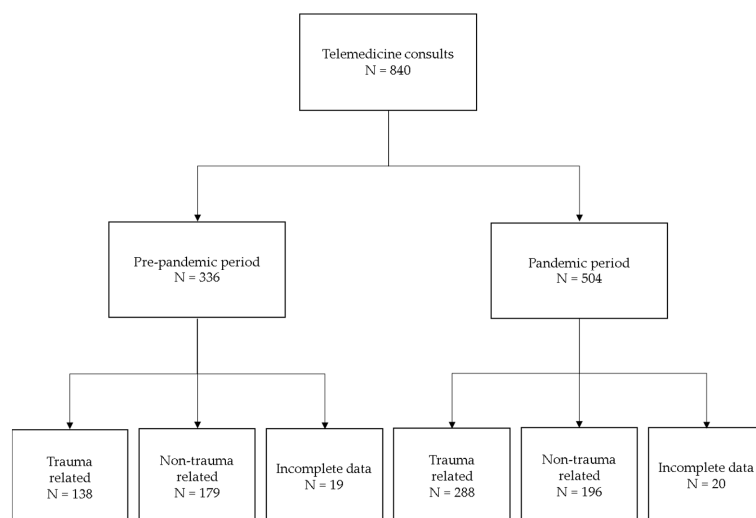 Telemedicine consults
N = 840
Pre-pandemic period
N = 336
Pandemic period
N = 504
Trauma
related
N = 138
Non-trauma
related
N = 179
Incomplete data
N = 19
Trauma
related
N = 288
Non-trauma
related
N = 196
Incomplete data
N = 20